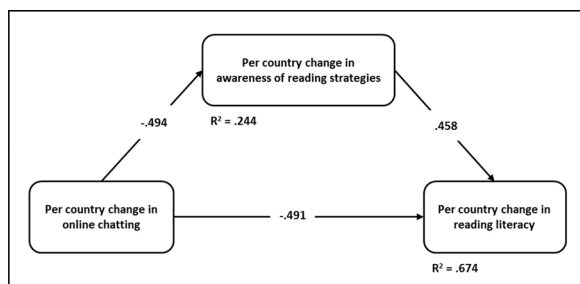 Per country change in
awareness of reading strategies
-.494
R² = .244
.458
Per country change in
online chatting
-.491
Per country change in
reading literacy
R² = .674